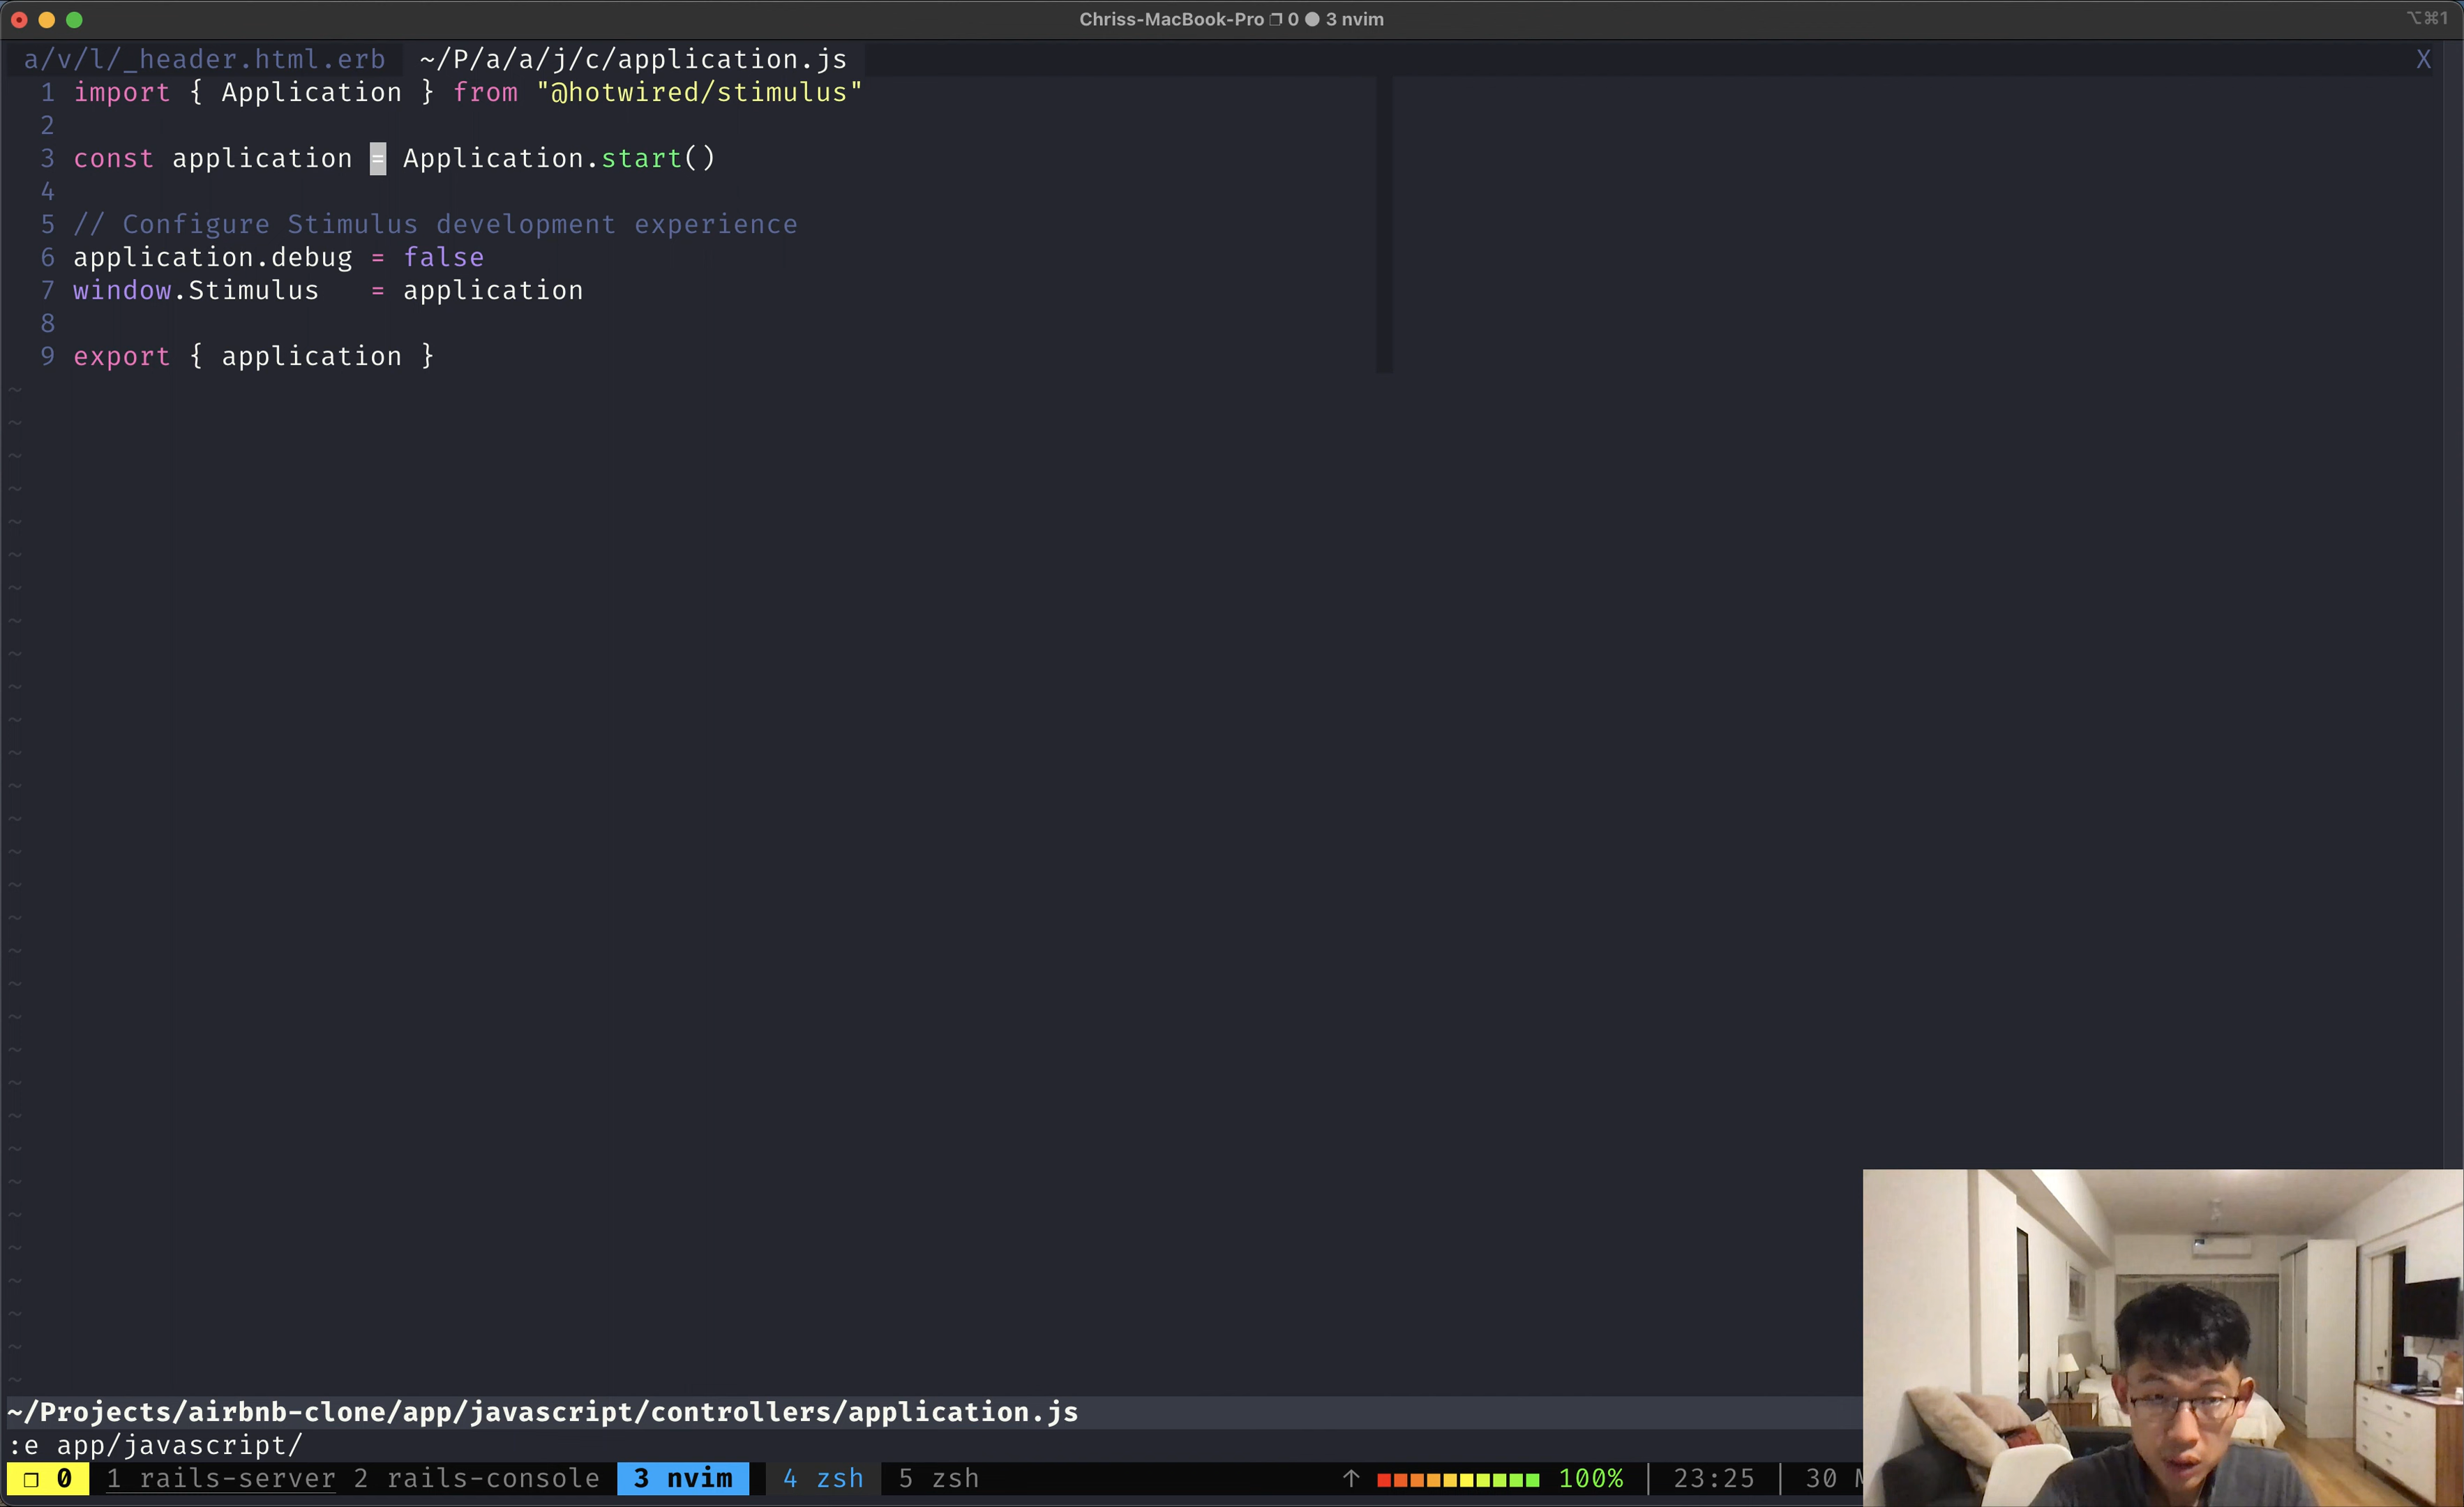 Chriss-MacBook-Pro ❐ 0 ● 3 nvim
⌥⌘1
a/v/l/_header.html.erb ~/P/a/a/j/c/application.js X
1 import { Application } from "@hotwired/stimulus"
2
3 const application = Application.start()
4
5 // Configure Stimulus development experience
6 application.debug = false
7 window.Stimulus   = application
8
9 export { application }
~/Projects/airbnb-clone/app/javascript/controllers/application.js
:e app/javascript/
❐ 0 1 rails-server 2 rails-console 3 nvim 4 zsh 5 zsh ↑ 100% | 23:25 | 30